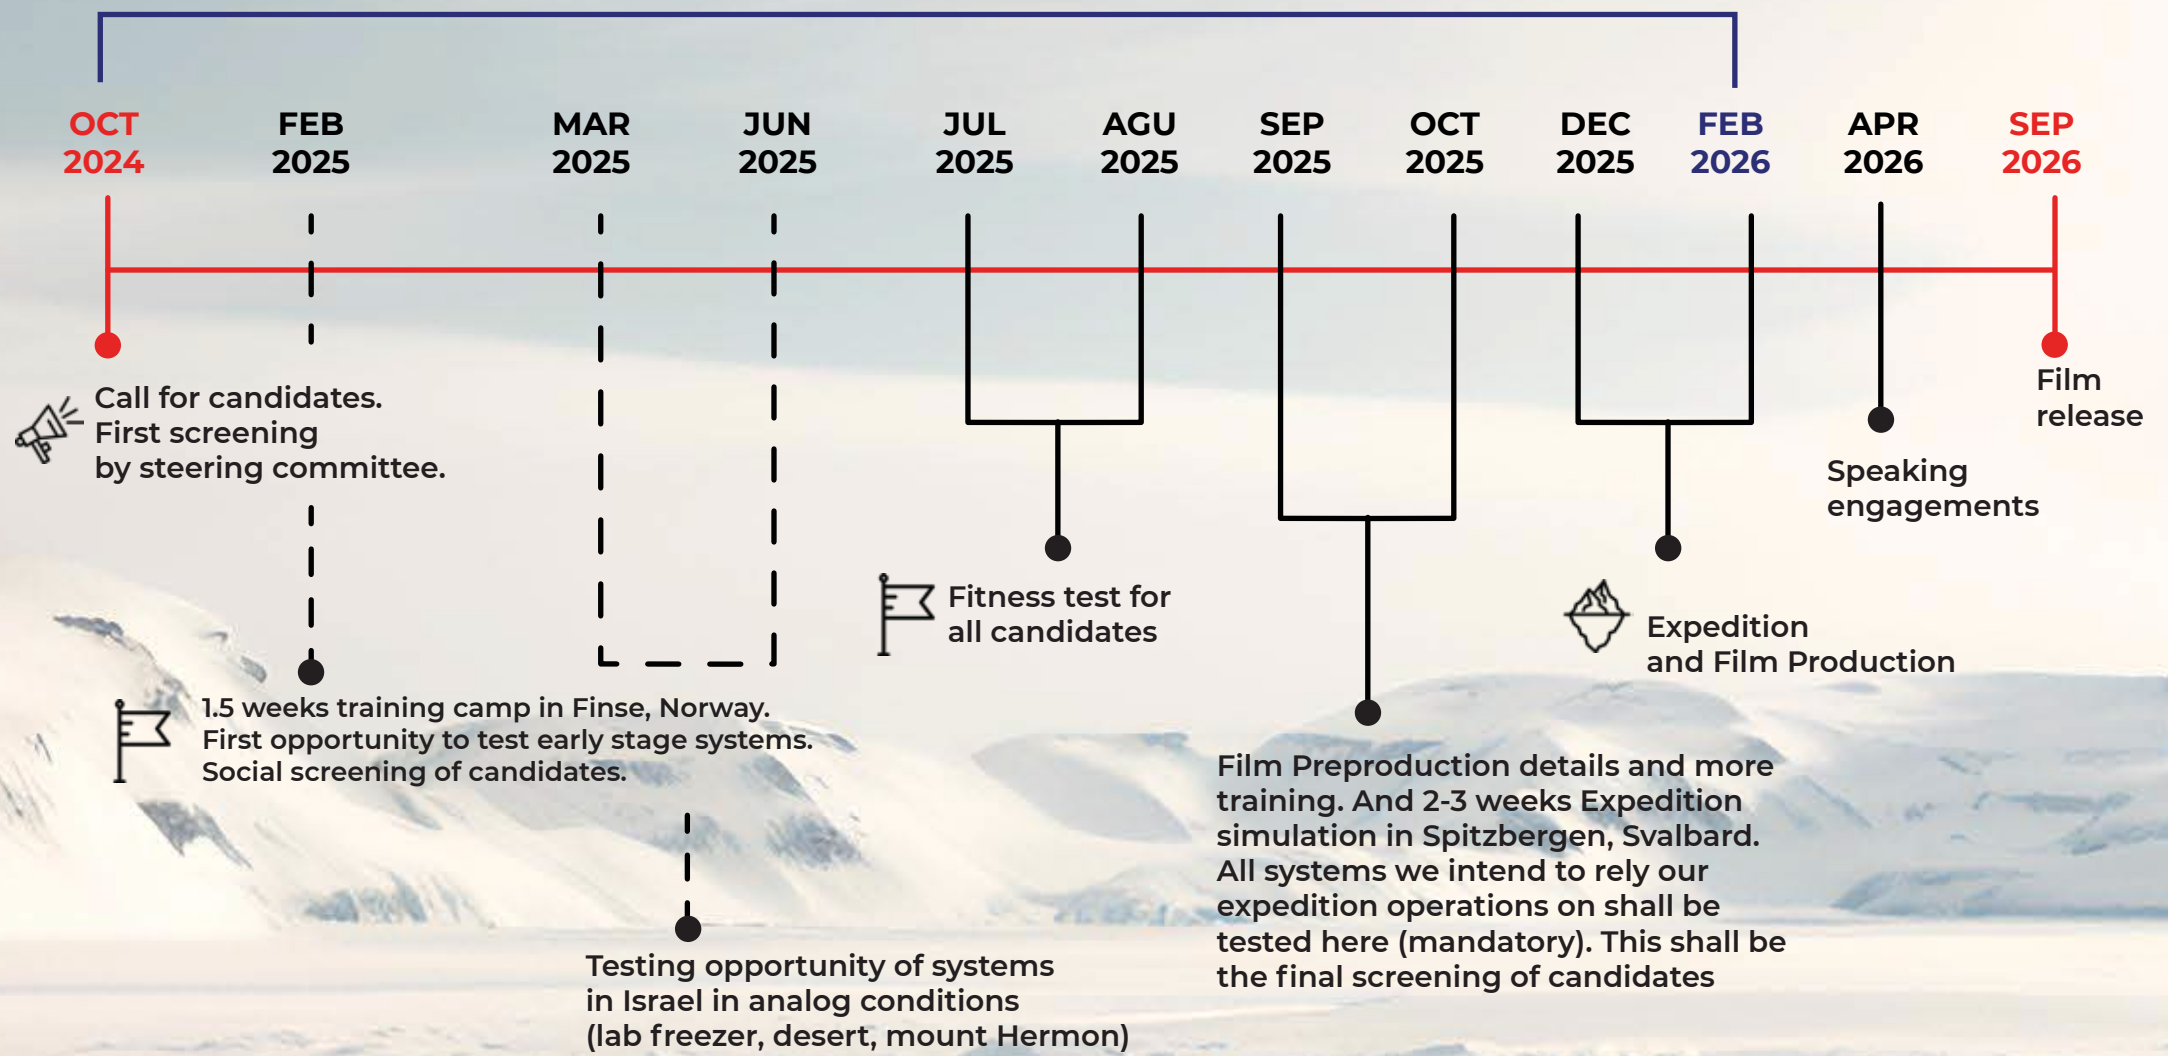 OCT
2024
FEB
2025
MAR
2025
JUN
2025
JUL
2025
AGU
2025
SEP
2025
OCT
2025
DEC
2025
FEB
2026
APR
2026
SEP
2026
Call for candidates.
First screening
by steering committee.
1.5 weeks training camp in Finse, Norway.
First opportunity to test early stage systems.
Social screening of candidates.
Testing opportunity of systems
in Israel in analog conditions
(lab freezer, desert, mount Hermon)
Fitness test for
all candidates
Film Preproduction details and more
training. And 2-3 weeks Expedition
simulation in Spitzbergen, Svalbard.
All systems we intend to rely our
expedition operations on shall be
tested here (mandatory). This shall be
the final screening of candidates
Expedition
and Film Production
Speaking
engagements
Film
release